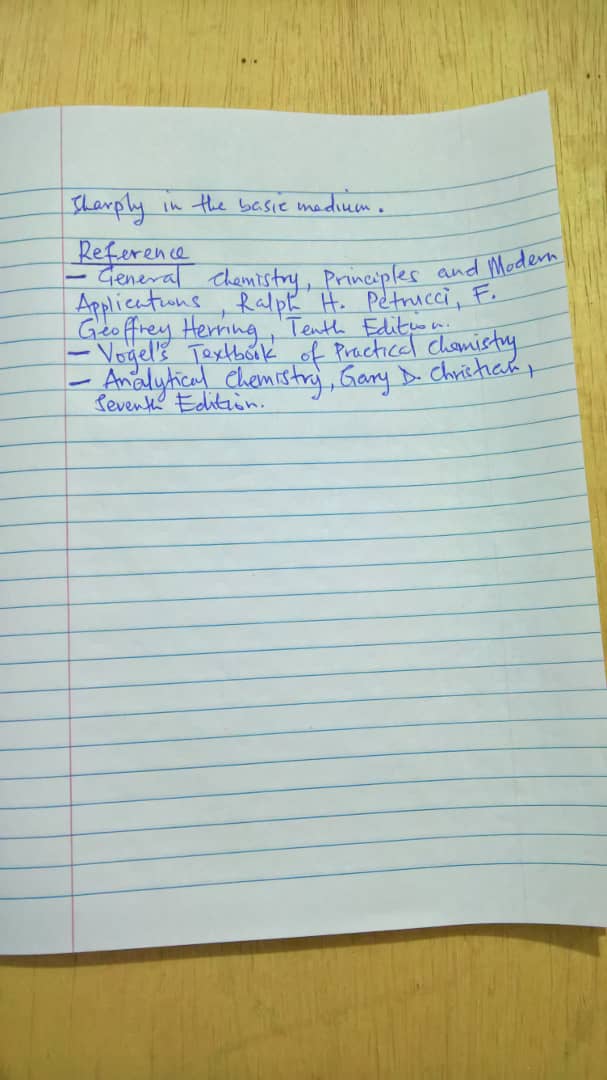 Sharply in the basic medium.
Reference
– General Chemistry, Principles and Modern
Applications, Ralph H. Petrucci, F.
Geoffrey Herring, Tenth Edition.
– Vogel's Textbook of Practical Chemistry
– Analytical Chemistry, Gary D. Christian,
Seventh Edition.